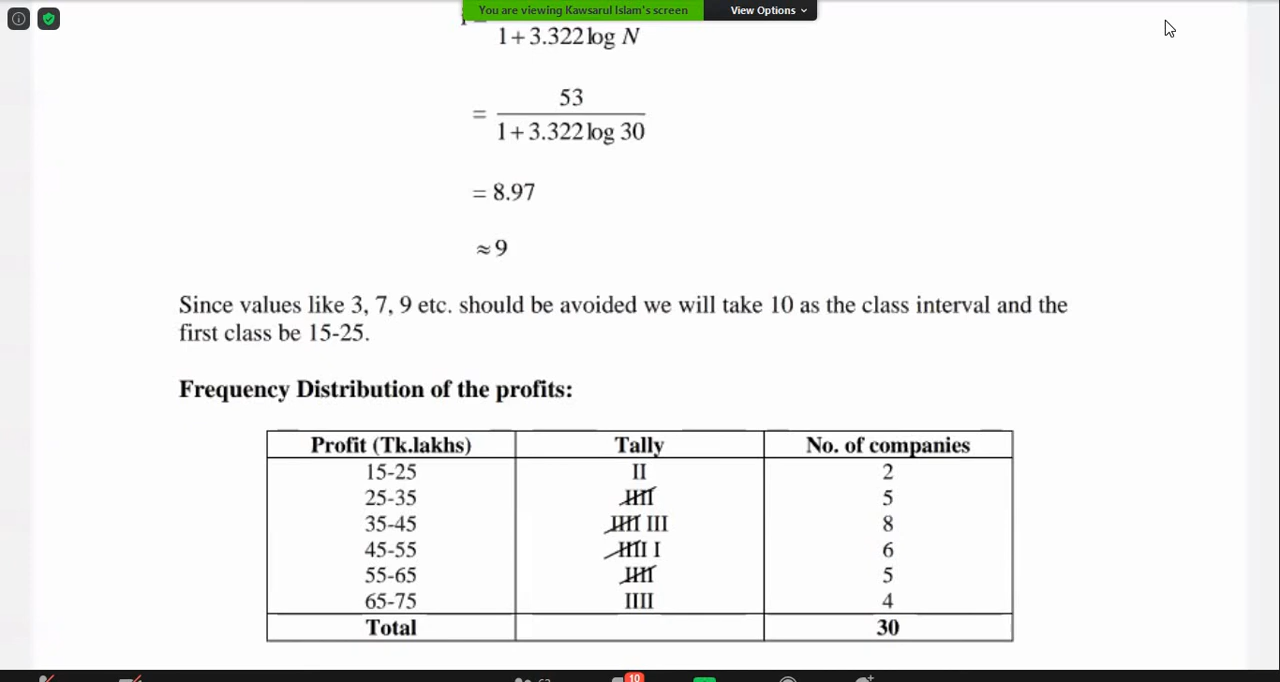 You are viewing Kawsarul Islam's screen View Options
1 + 3.322 log N
= 53 / 1 + 3.322 log 30
= 8.97
≈ 9
Since values like 3, 7, 9 etc. should be avoided we will take 10 as the class interval and the
first class be 15-25.
Frequency Distribution of the profits:
Profit (Tk.lakhs) Tally No. of companies
15-25 II 2
25-35 IIII 5
35-45 IIII III 8
45-55 IIII I 6
55-65 IIII 5
65-75 IIII 4
Total 30
10